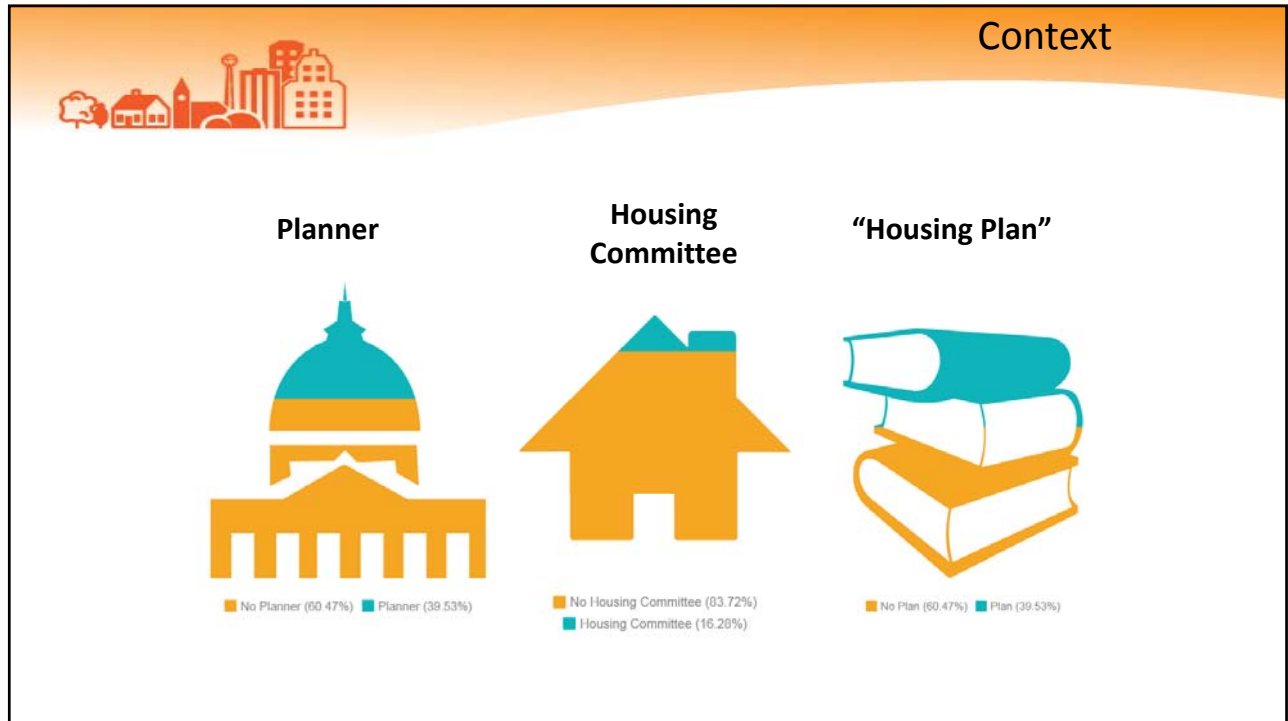 Context
Planner
Housing
Committee
“Housing Plan”
No Planner (60.47%) Planner (39.53%)
No Housing Committee (83.72%)
Housing Committee (16.28%)
No Plan (60.47%) Plan (39.53%)